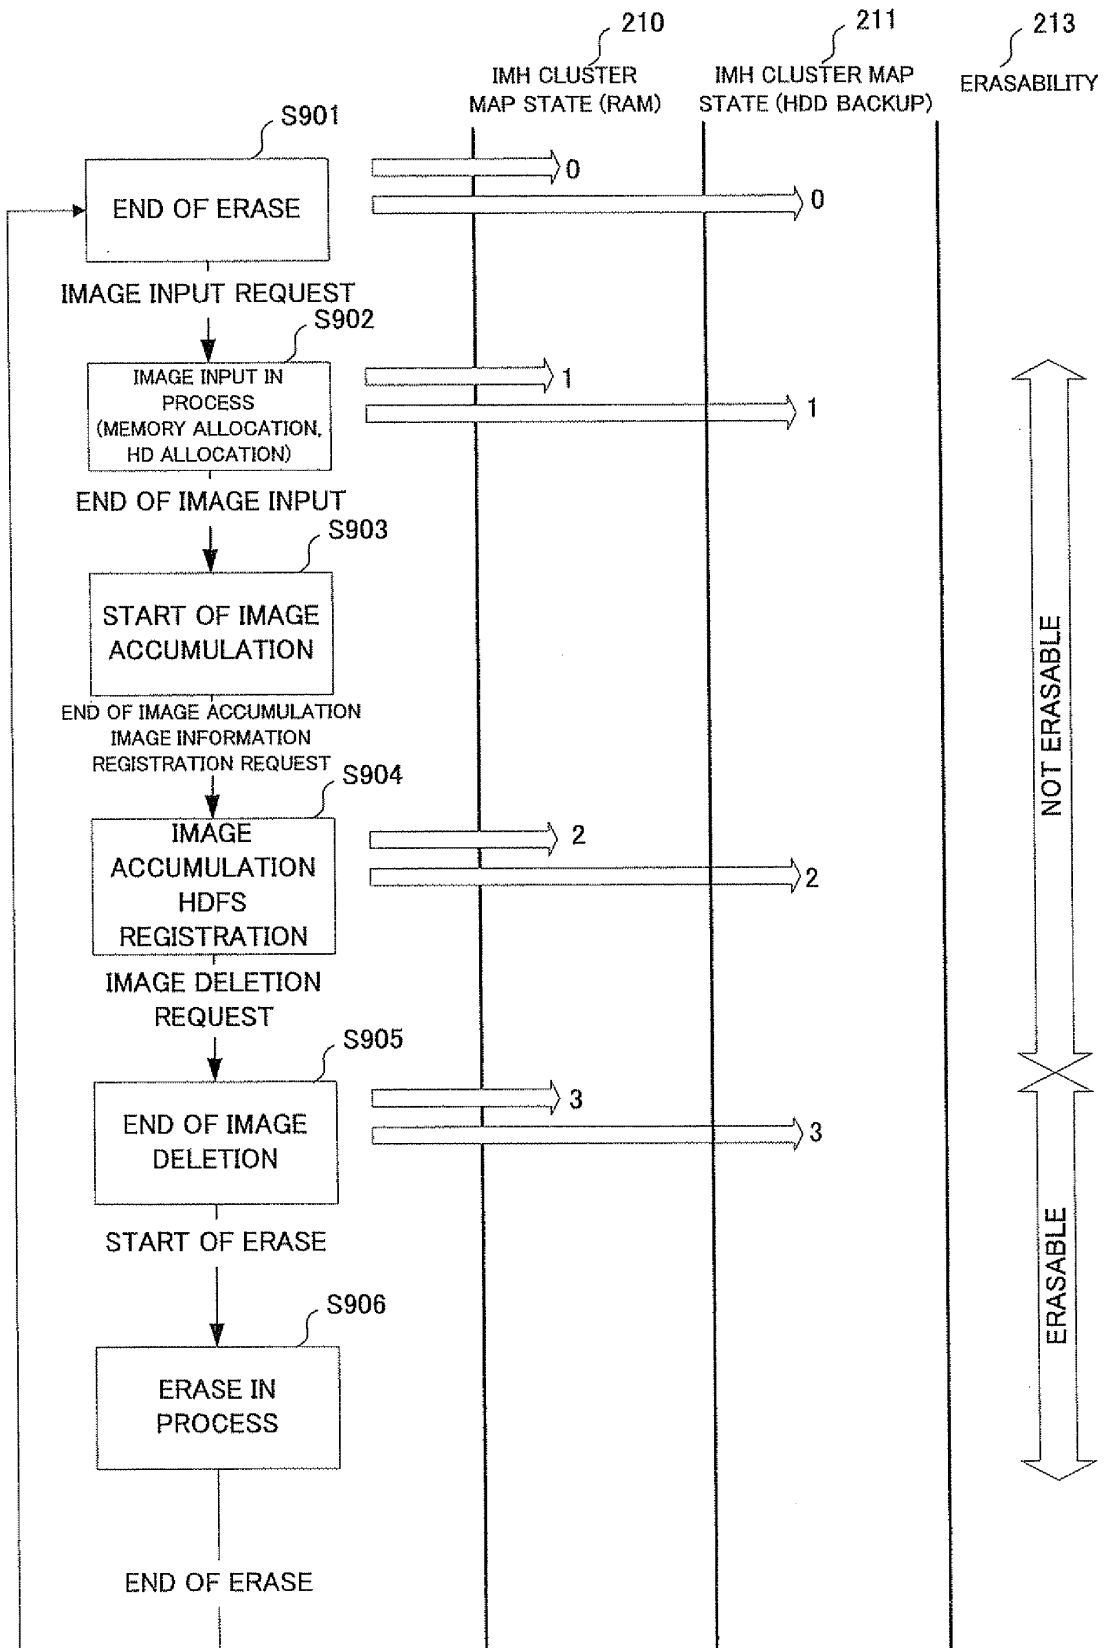 210
211
213
IMH CLUSTER
MAP STATE (RAM)
IMH CLUSTER MAP
STATE (HDD BACKUP)
ERASABILITY
S901
END OF ERASE
0
0
IMAGE INPUT REQUEST
S902
IMAGE INPUT IN
PROCESS
(MEMORY ALLOCATION,
HD ALLOCATION)
1
1
END OF IMAGE INPUT
S903
START OF IMAGE
ACCUMULATION
END OF IMAGE ACCUMULATION
IMAGE INFORMATION
REGISTRATION REQUEST
S904
IMAGE
ACCUMULATION
HDFS
REGISTRATION
2
2
NOT ERASABLE
IMAGE DELETION
REQUEST
S905
END OF IMAGE
DELETION
3
3
START OF ERASE
S906
ERASE IN
PROCESS
ERASABLE
END OF ERASE